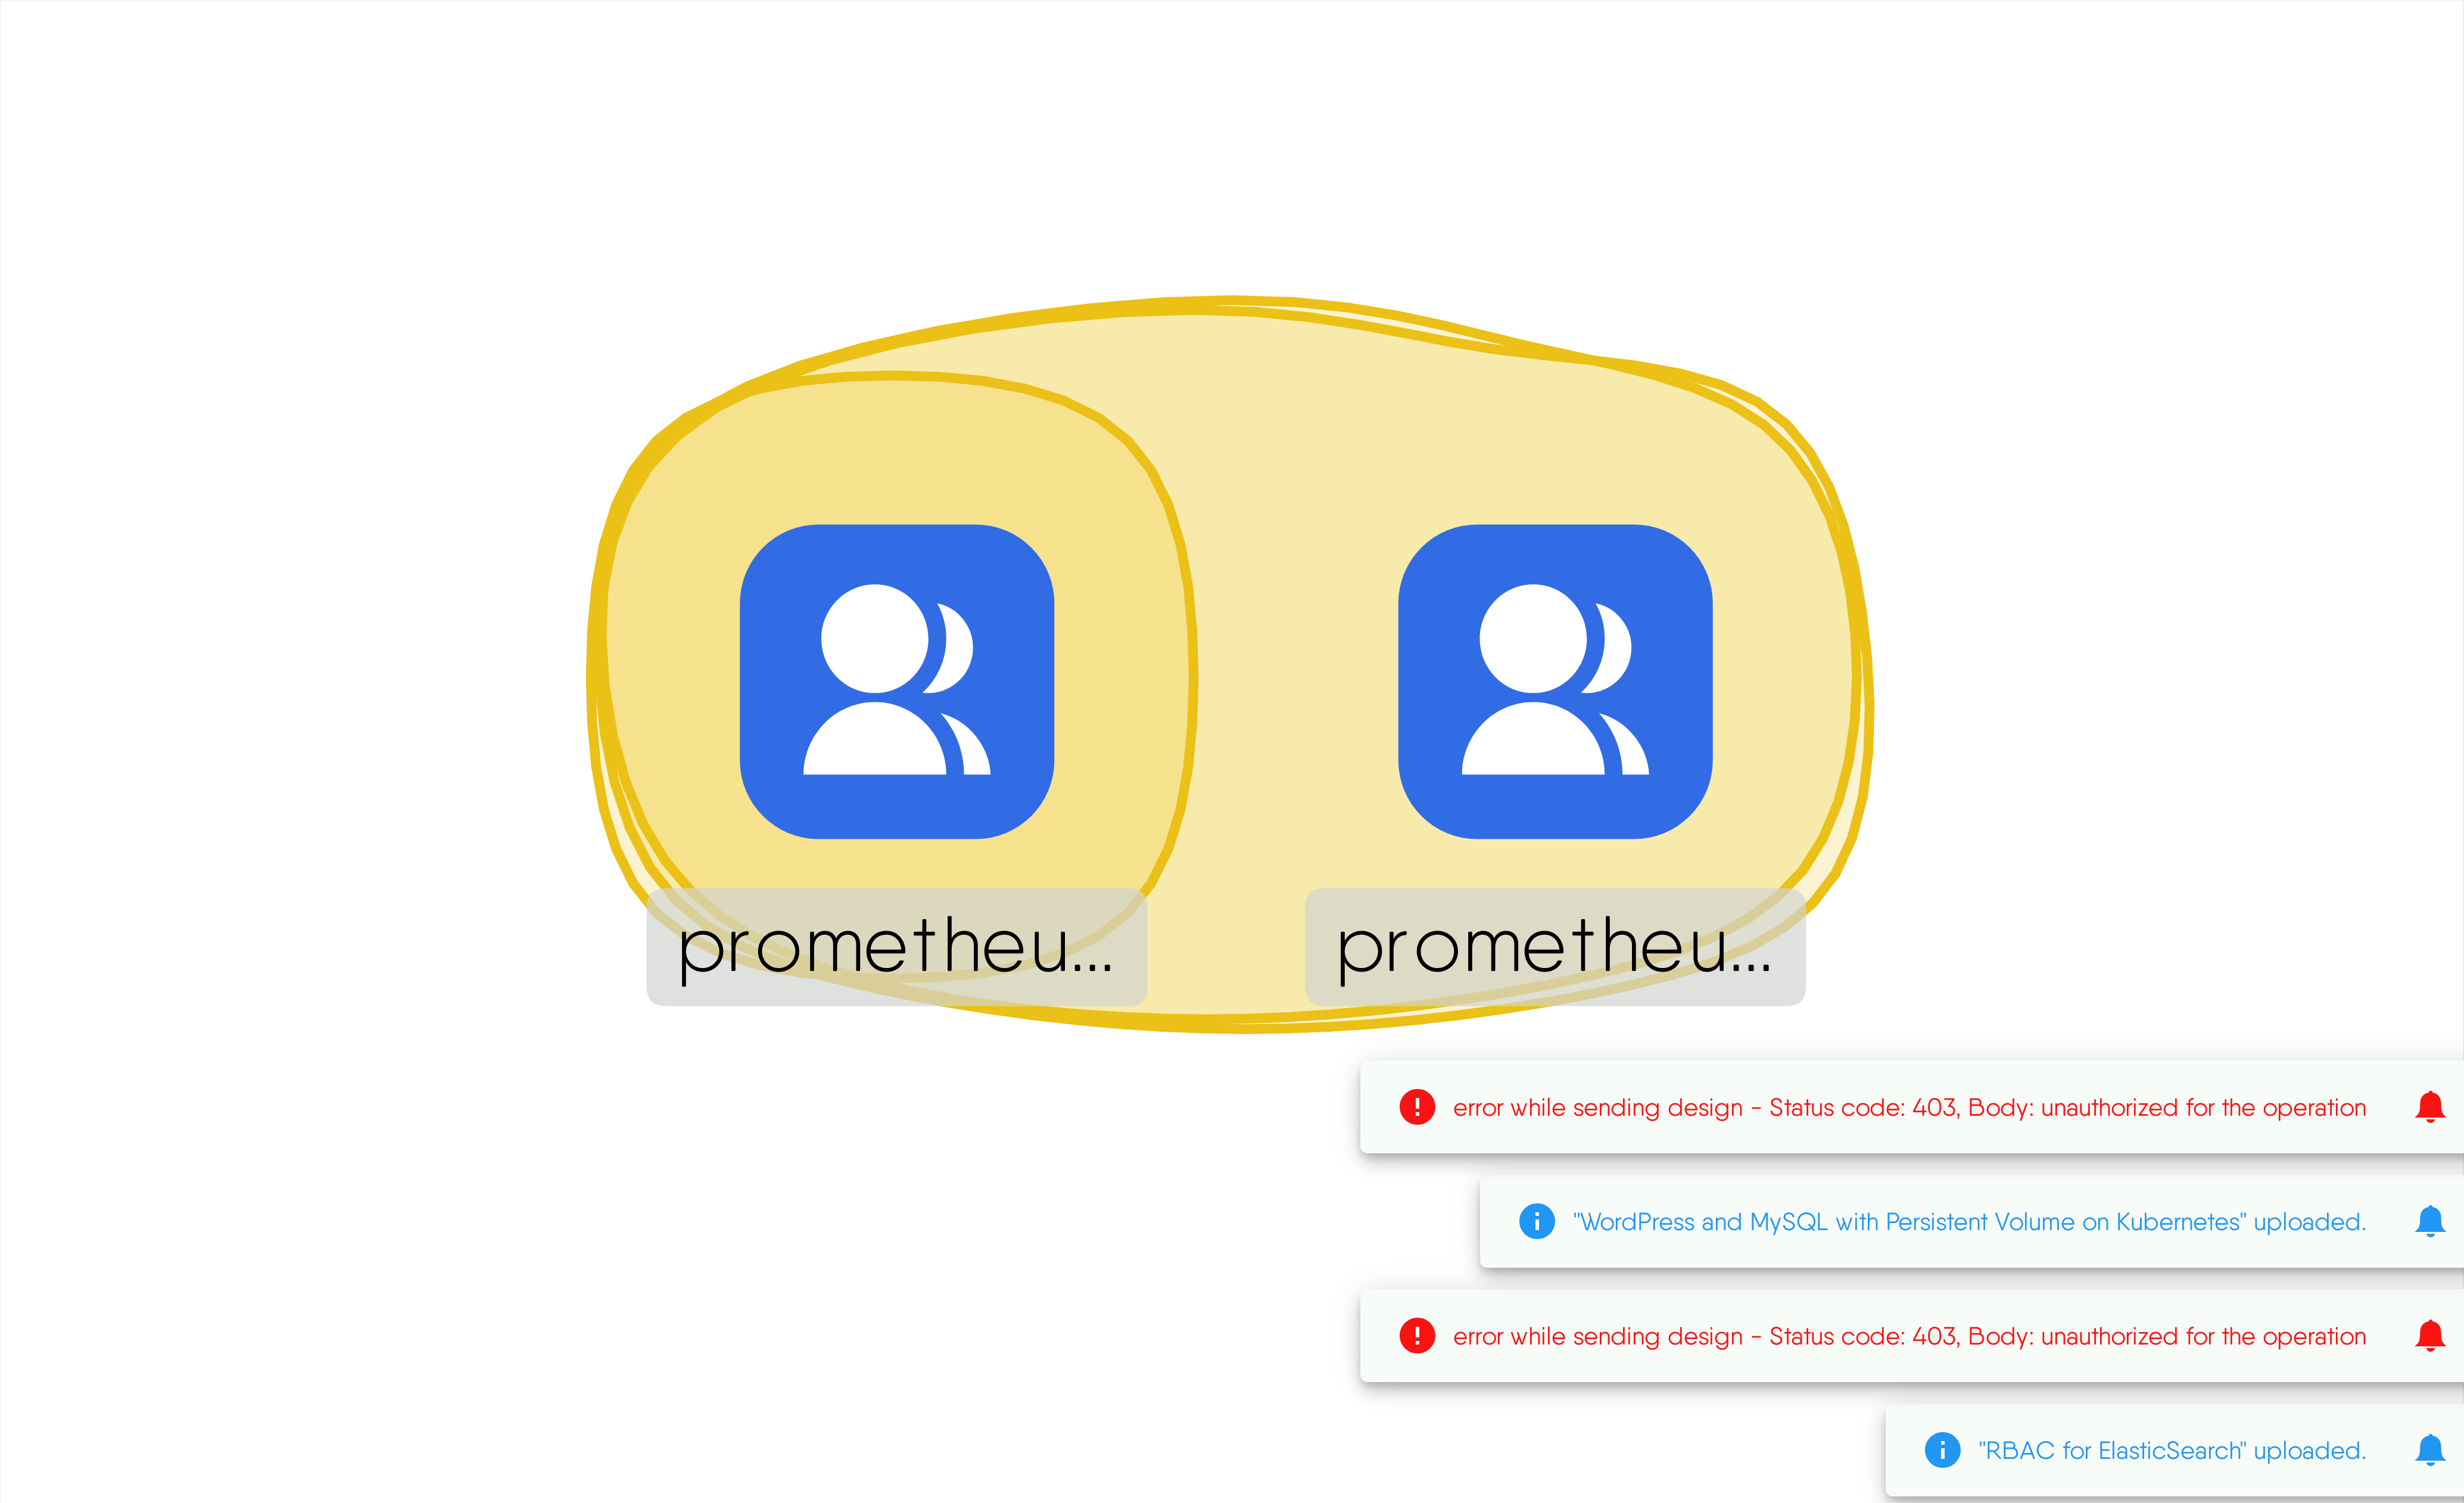 prometheu...
prometheu...
error while sending design - Status code: 403, Body: unauthorized for the operation
"WordPress and MySQL with Persistent Volume on Kubernetes" uploaded.
error while sending design - Status code: 403, Body: unauthorized for the operation
"RBAC for ElasticSearch" uploaded.